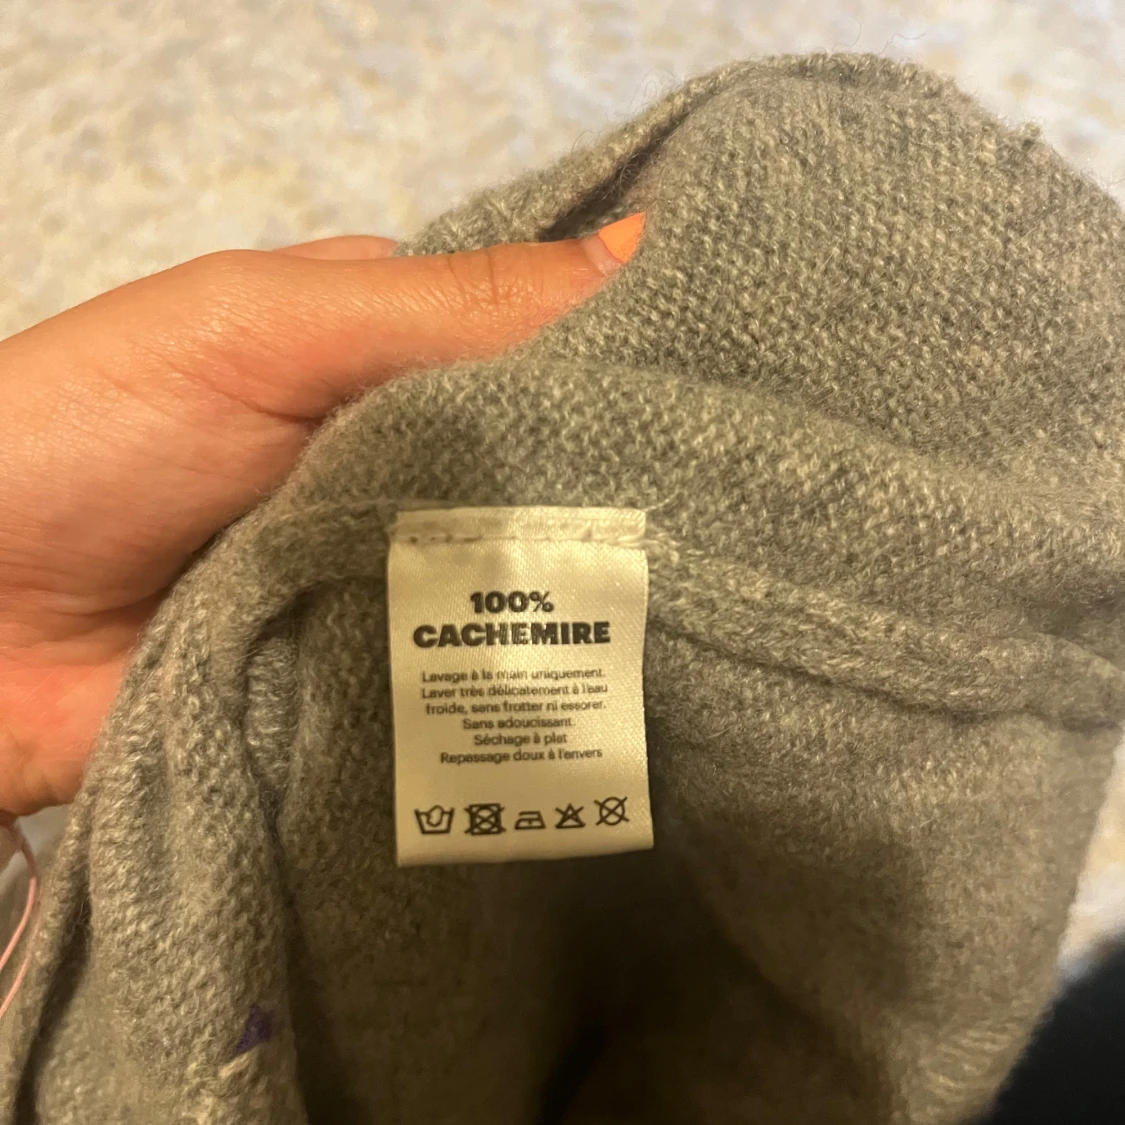 100%
CACHEMIRE
Lavage à la main uniquement.
Laver très délicatement à l'eau
froide, sans frotter ni essorer.
Sans adoucissant.
Séchage à plat
Repassage doux à l'envers